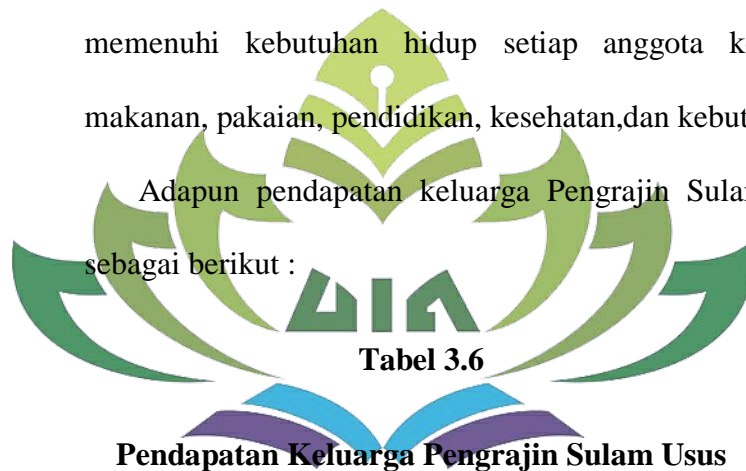 memenuhi kebutuhan hidup setiap anggota
makanan, pakaian, pendidikan, kesehatan,dan
Adapun pendapatan keluarga Pengrajin
sebagai berikut :
UIN
Tabel 3.6
Pendapatan Keluarga Pengrajin Sulam Usus